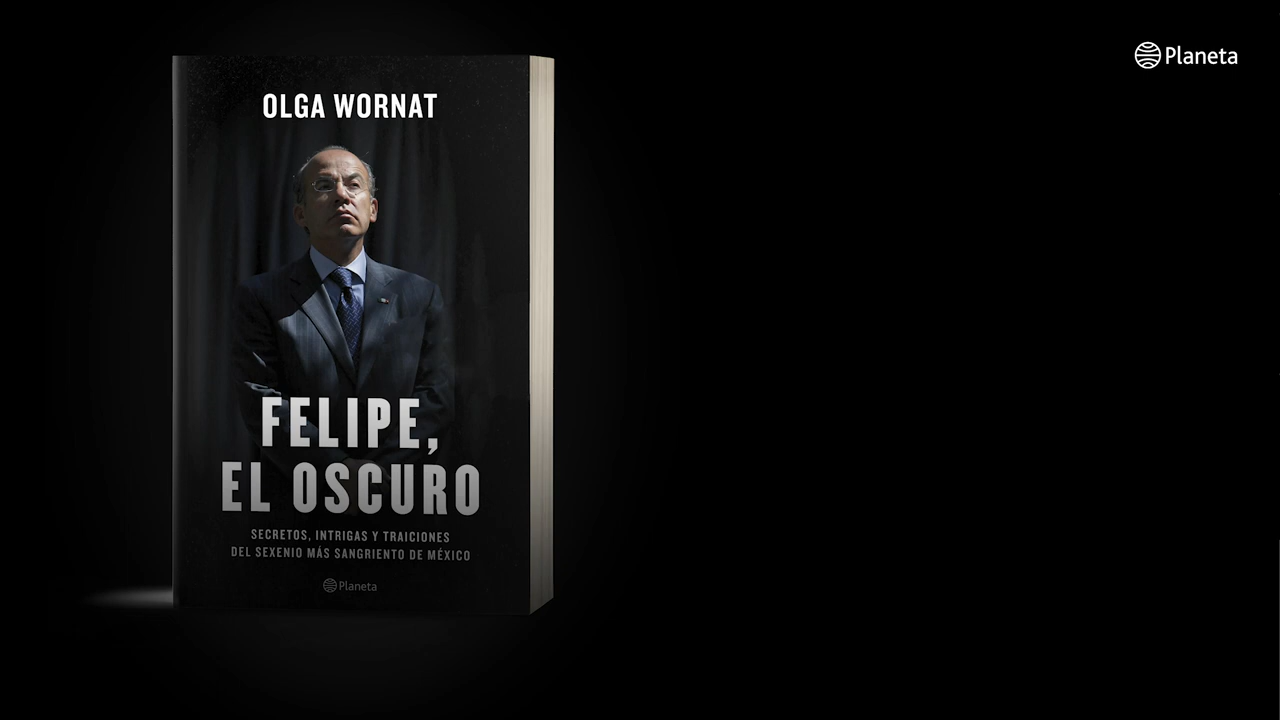 Planeta
OLGA WORNAT
FELIPE,
EL OSCURO
SECRETOS, INTRIGAS Y TRAICIONES
DEL SEXENIO MÁS SANGRIENTO DE MÉXICO
Planeta